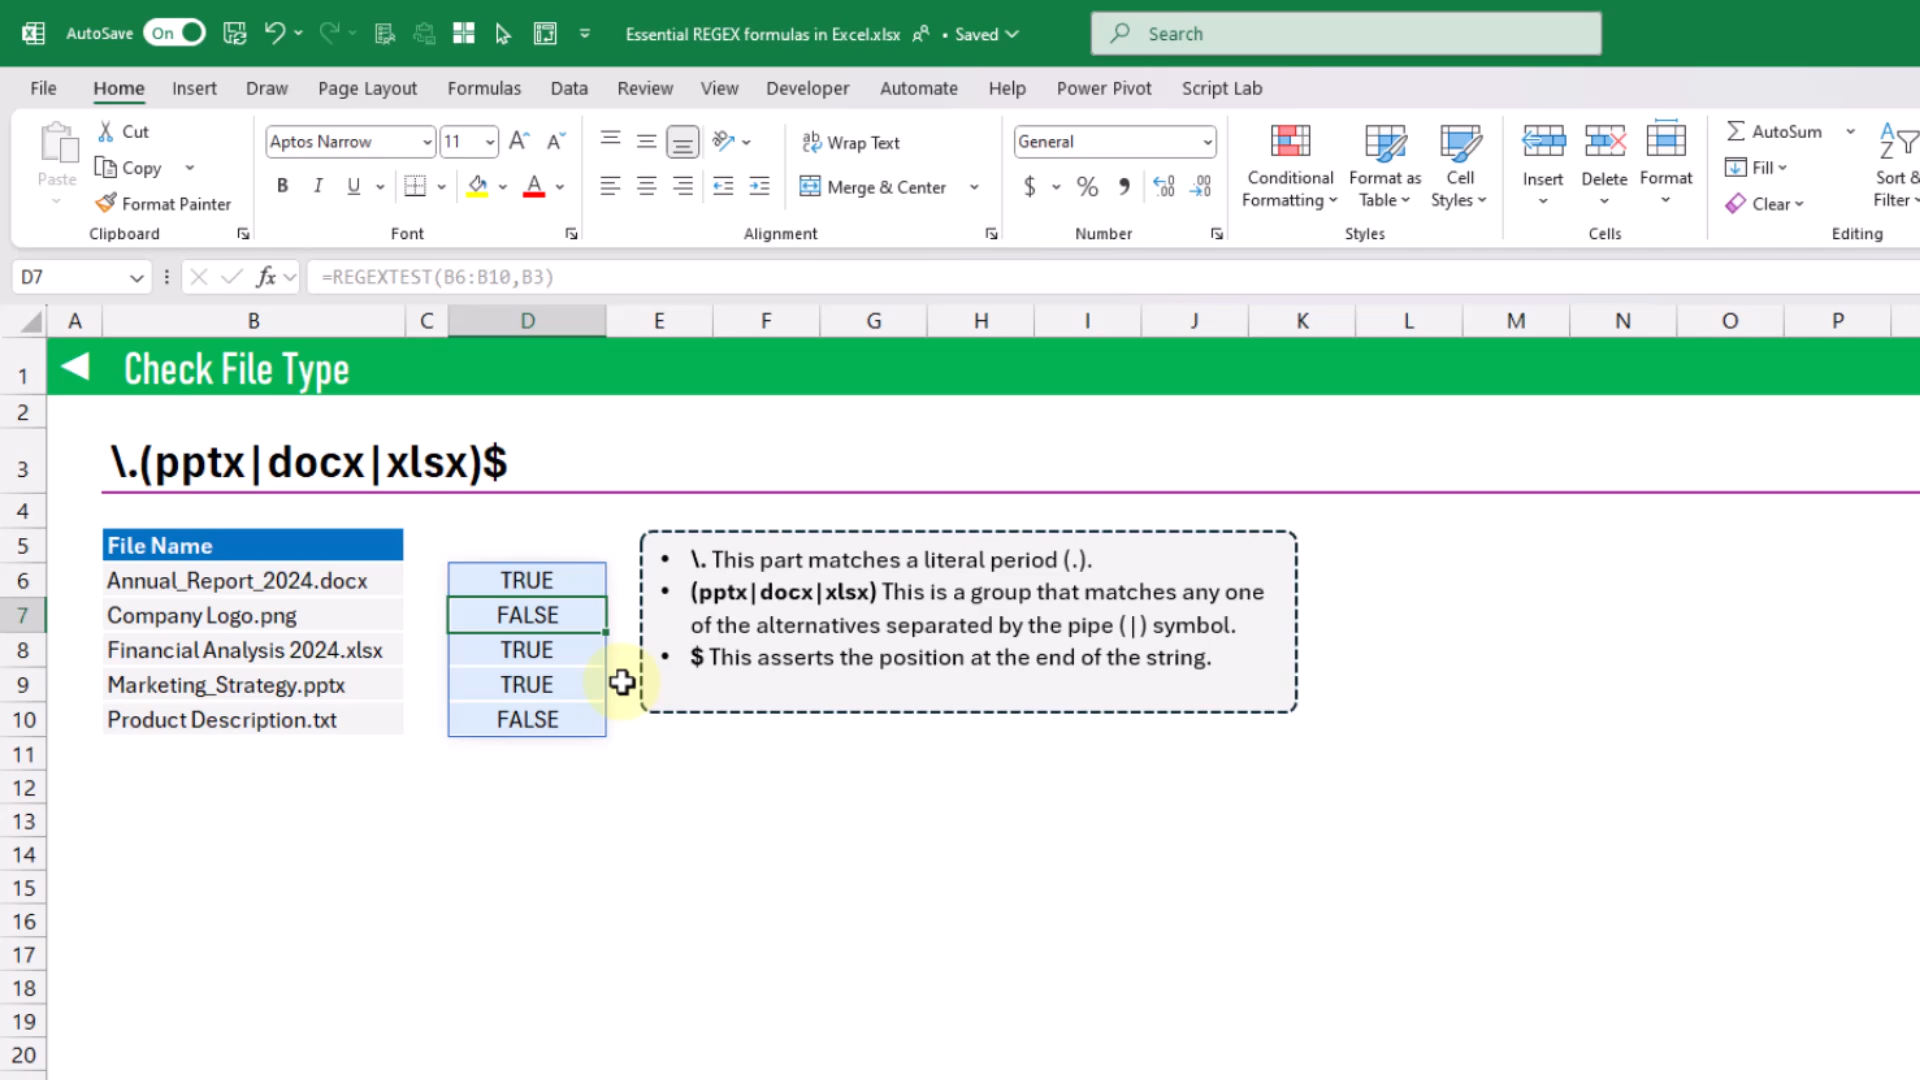 AutoSave On Essential REGEX formulas in Excel.xlsx • Saved Search
File Home Insert Draw Page Layout Formulas Data Review View Developer Automate Help Power Pivot Script Lab
Paste Cut Copy Format Painter
Clipboard
Aptos Narrow 11
B I U
Font
Wrap Text
Merge & Center
Alignment
General
$ % ,
Number
Conditional Formatting Format as Table Cell Styles
Styles
Insert Delete Format
Cells
AutoSum
Fill
Clear
Sort & Filter
Editing
D7 fx =REGEXTEST(B6:B10,B3)
A B C D E F G H I J K L M N O P
1 Check File Type
2
3 \.(pptx|docx|xlsx)$
4
5 File Name
6 Annual_Report_2024.docx TRUE
7 Company Logo.png FALSE
8 Financial Analysis 2024.xlsx TRUE
9 Marketing_Strategy.pptx TRUE
10 Product Description.txt FALSE
• \. This part matches a literal period (.).
• (pptx|docx|xlsx) This is a group that matches any one
of the alternatives separated by the pipe (|) symbol.
• $ This asserts the position at the end of the string.
11
12
13
14
15
16
17
18
19
20